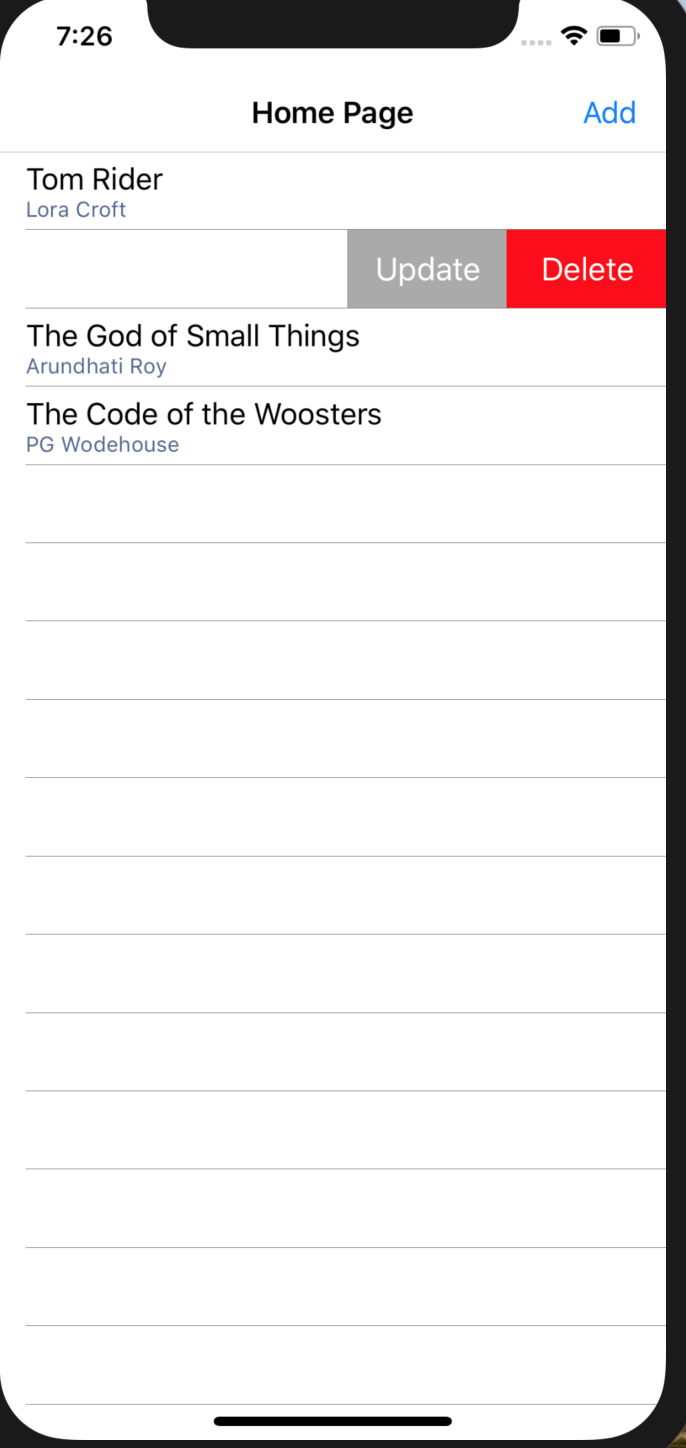 7:26
Home Page Add
Tom Rider
Lora Croft
Update Delete
The God of Small Things
Arundhati Roy
The Code of the Woosters
PG Wodehouse